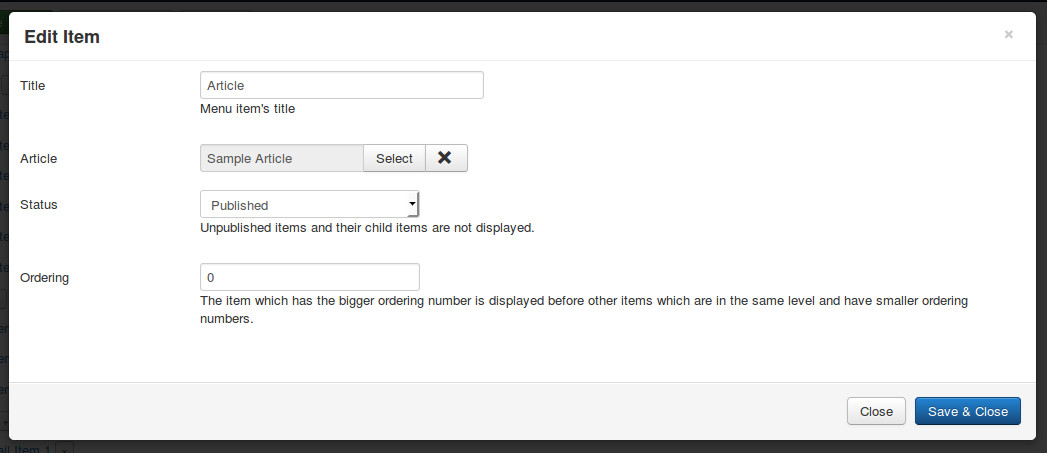 Edit Item
×
Title
Article
Menu item's title
Article
Sample Article
Select
Status
Published
Unpublished items and their child items are not displayed.
Ordering
0
The item which has the bigger ordering number is displayed before other items which are in the same level and have smaller ordering
numbers.
Close
Save & Close